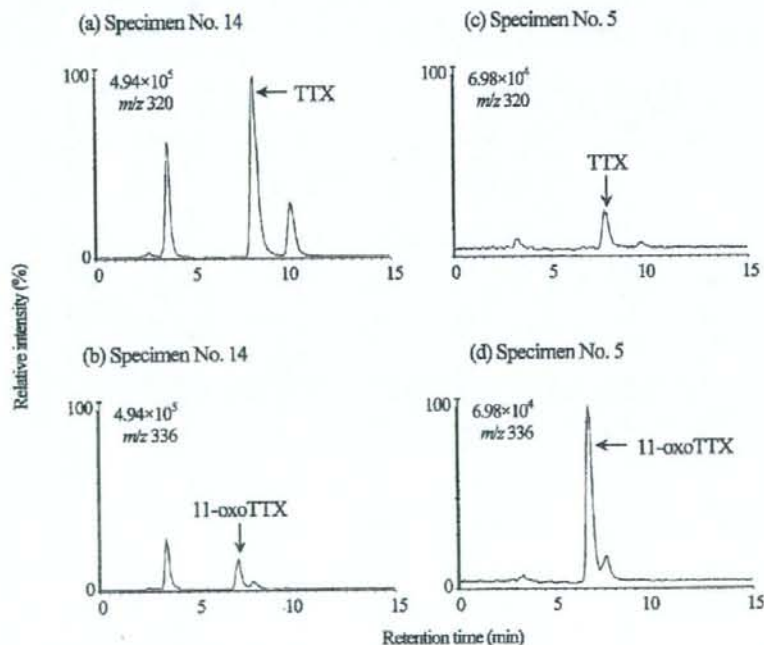 (a) Specimen No. 14
100
4.94×10⁵
m/z 320
TTX
0
0 5 10 15
(c) Specimen No. 5
100
6.98×10⁴
m/z 320
TTX
0
0 5 10 15
Relative intensity (%)
(b) Specimen No. 14
100
4.94×10⁵
m/z 336
11-oxoTTX
0
0 5 10 15
(d) Specimen No. 5
100
6.98×10⁴
m/z 336
11-oxoTTX
0
0 5 10 15
Retention time (min)